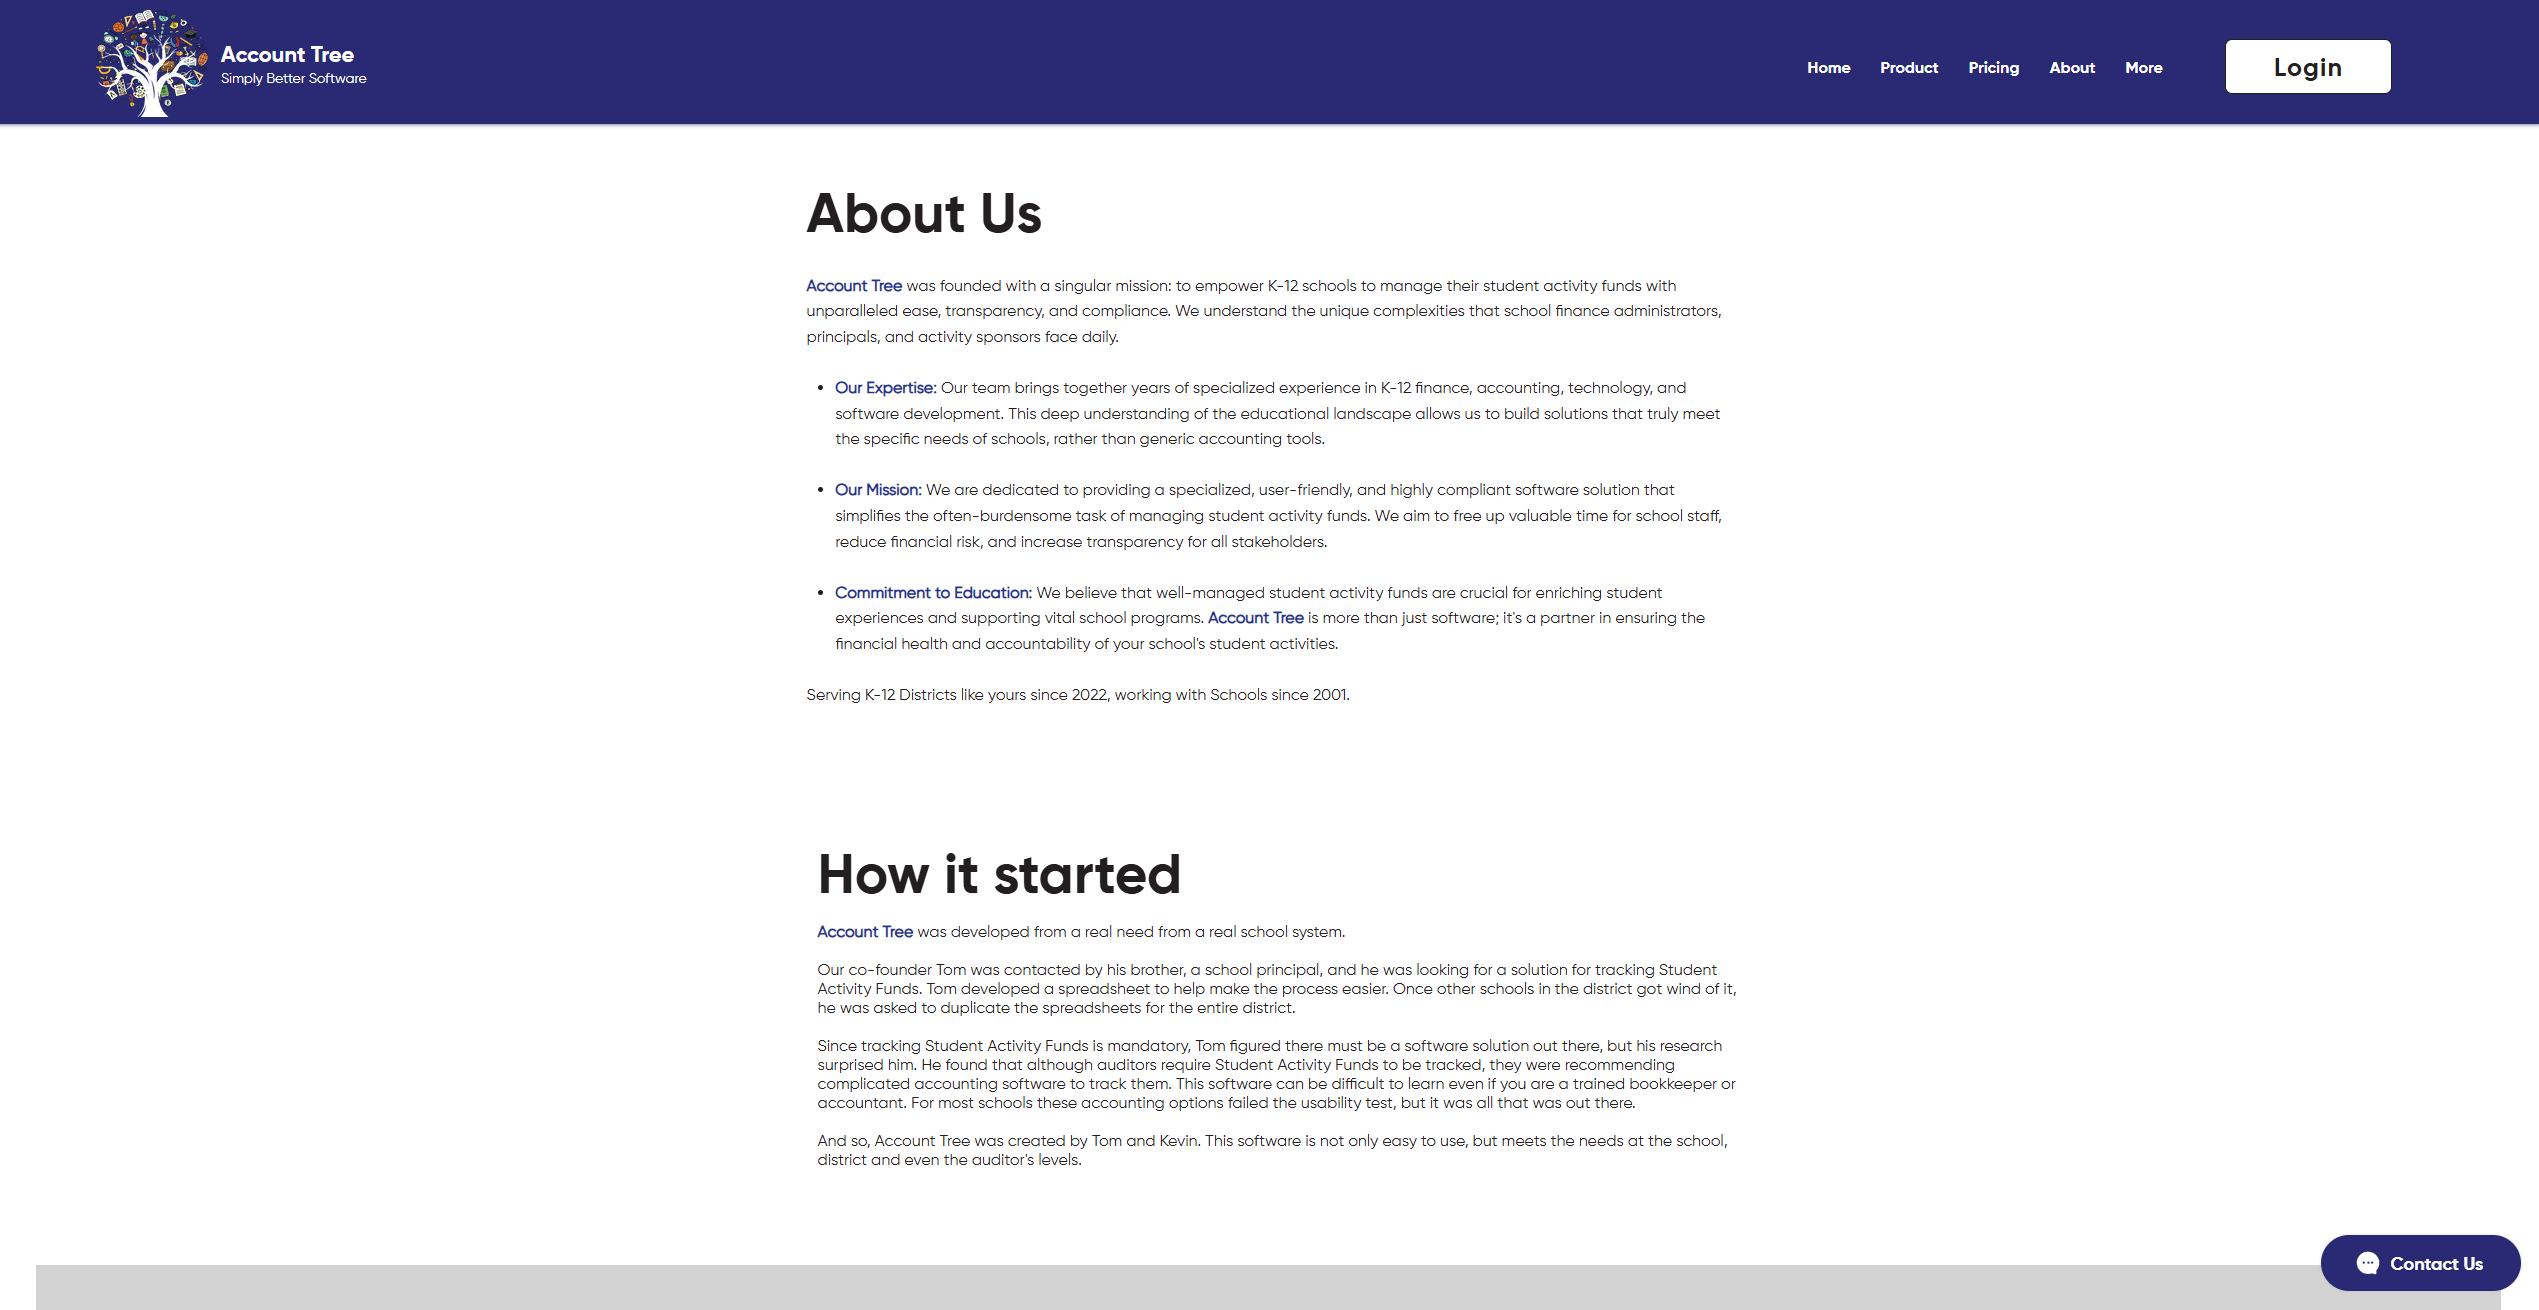 Account Tree
Simply Better Software
Home Product Pricing About More Login
About Us
Account Tree was founded with a singular mission: to empower K-12 schools to manage their student activity funds with
unparalleled ease, transparency, and compliance. We understand the unique complexities that school finance administrators,
principals, and activity sponsors face daily.
• Our Expertise: Our team brings together years of specialized experience in K-12 finance, accounting, technology, and
software development. This deep understanding of the educational landscape allows us to build solutions that truly meet
the specific needs of schools, rather than generic accounting tools.
• Our Mission: We are dedicated to providing a specialized, user-friendly, and highly compliant software solution that
simplifies the often-burdensome task of managing student activity funds. We aim to free up valuable time for school staff,
reduce financial risk, and increase transparency for all stakeholders.
• Commitment to Education: We believe that well-managed student activity funds are crucial for enriching student
experiences and supporting vital school programs. Account Tree is more than just software; it's a partner in ensuring the
financial health and accountability of your school's student activities.
Serving K-12 Districts like yours since 2022, working with Schools since 2001.
How it started
Account Tree was developed from a real need from a real school system.
Our co-founder Tom was contacted by his brother, a school principal, and he was looking for a solution for tracking Student
Activity Funds. Tom developed a spreadsheet to help make the process easier. Once other schools in the district got wind of it,
he was asked to duplicate the spreadsheets for the entire district.
Since tracking Student Activity Funds is mandatory, Tom figured there must be a software solution out there, but his research
surprised him. He found that although auditors require Student Activity Funds to be tracked, they were recommending
complicated accounting software to track them. This software can be difficult to learn even if you are a trained bookkeeper or
accountant. For most schools these accounting options failed the usability test, but it was all that was out there.
And so, Account Tree was created by Tom and Kevin. This software is not only easy to use, but meets the needs at the school,
district and even the auditor's levels.
Contact Us